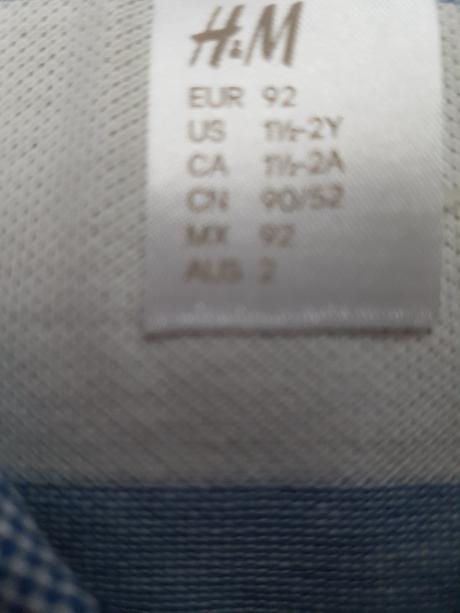 H&M
EUR 92
US 1½-2Y
CA 1½-2A
CN 90/52
MX 92
AUS 2